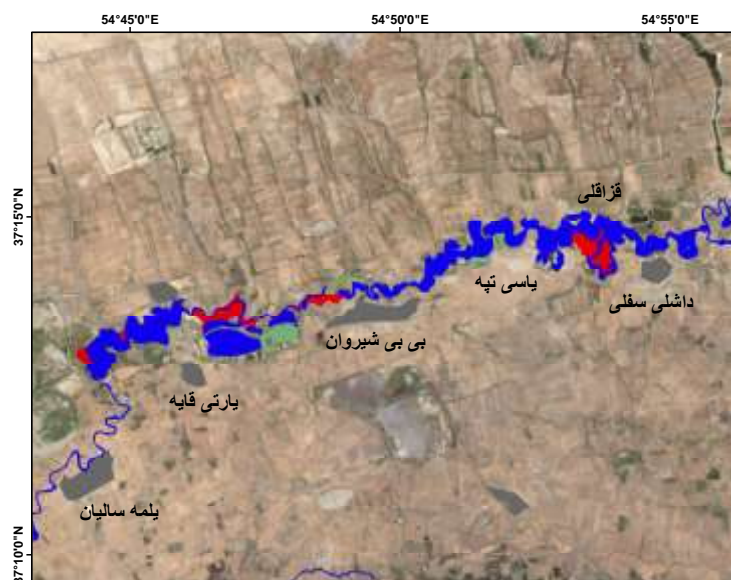 54°45'0"E
54°50'0"E
54°55'0"E
37°15'0"N
37°10'0"N
قزاقلی
یاسی تپه
داشلی سفلی
بی بی شیروان
یارتی قایه
یلمه سالیان